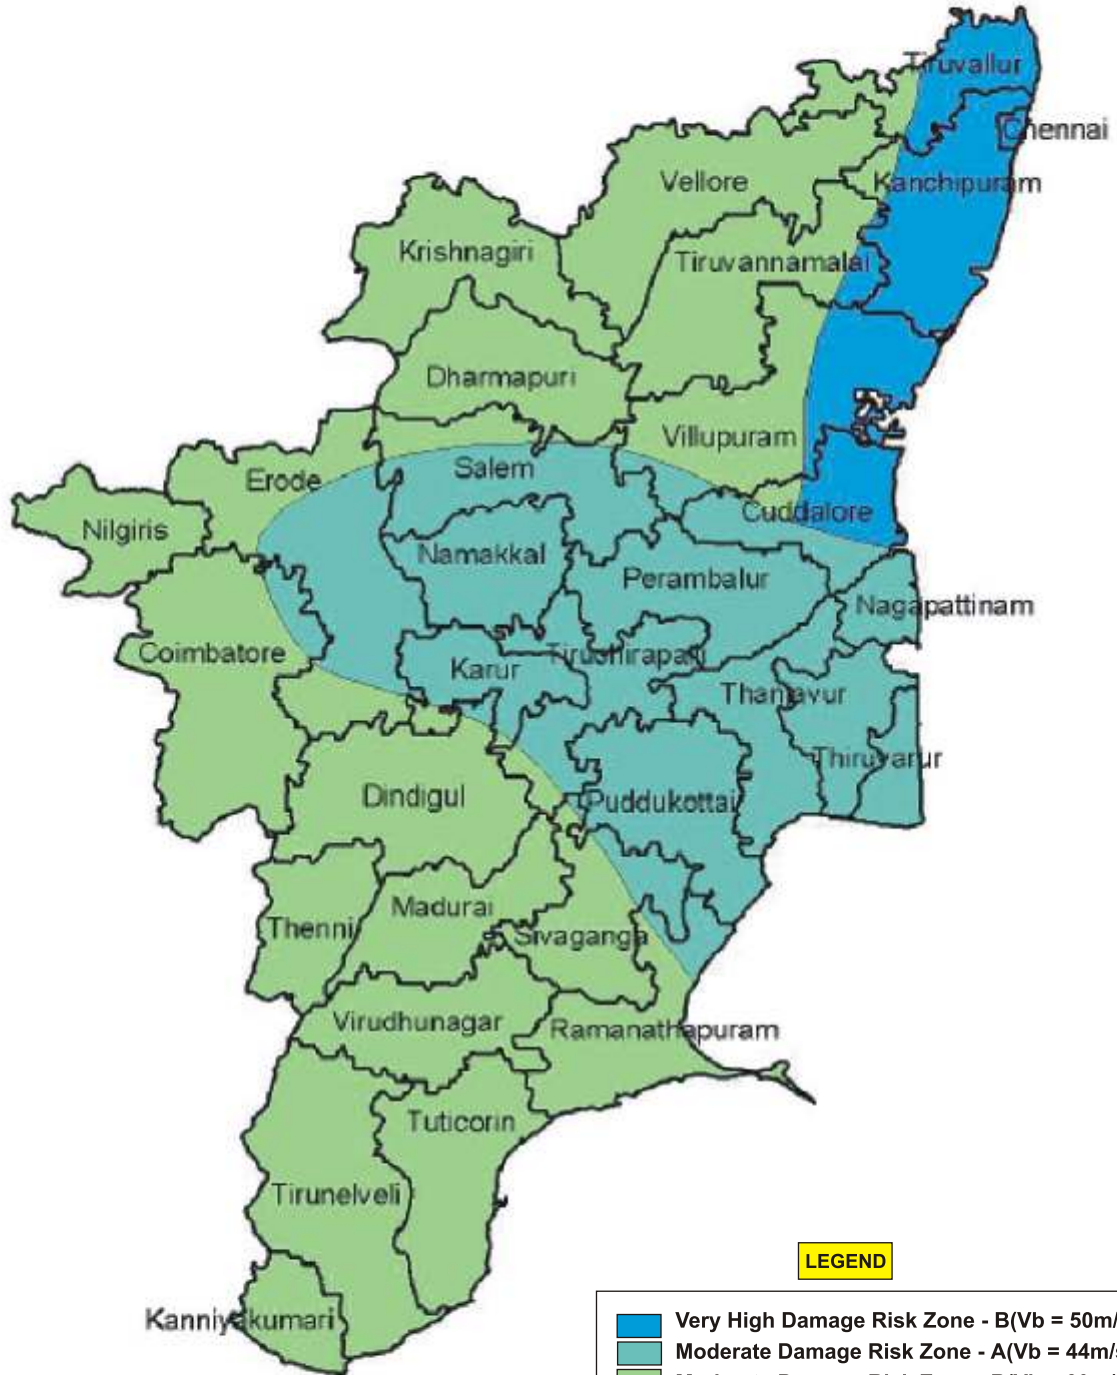 Tiruvallur
Chennai
Vellore
Kanchipuram
Krishnagiri
Tiruvannamalai
Dharmapuri
Villupuram
Salem
Erode
Cuddalore
Nilgiris
Namakkal
Perambalur
Nagapattinam
Coimbatore
Karur
Tiruchirapalli
Thanjavur
Thiruvarur
Dindigul
Puddukottai
Madurai
Thenni
Sivaganga
Virudhunagar
Ramanathapuram
Tuticorin
Tirunelveli
Kanniyakumari
LEGEND
Very High Damage Risk Zone - B(Vb = 50m/
Moderate Damage Risk Zone - A(Vb = 44m/s